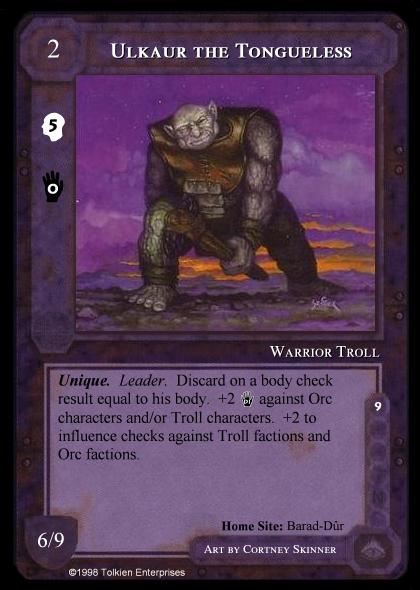 2
ULKAUR THE TONGUELESS
5
0
WARRIOR TROLL
Unique. Leader. Discard on a body check
result equal to his body. +2 DI against Orc
characters and/or Troll characters. +2 to
influence checks against Troll factions and
Orc factions.
9
Home Site: Barad-Dûr
6/9
ART BY CORTNEY SKINNER
©1998 Tolkien Enterprises